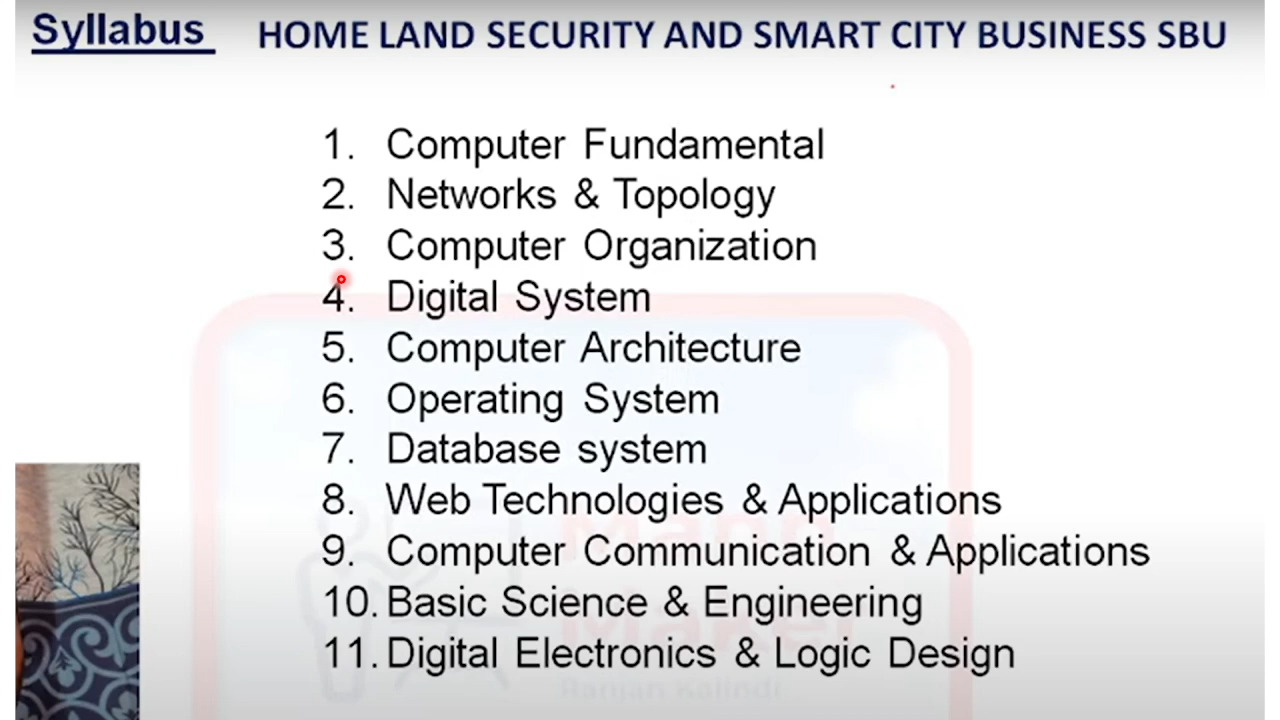 Syllabus HOME LAND SECURITY AND SMART CITY BUSINESS SBU
1. Computer Fundamental
2. Networks & Topology
3. Computer Organization
4. Digital System
5. Computer Architecture
6. Operating System
7. Database system
8. Web Technologies & Applications
9. Computer Communication & Applications
10. Basic Science & Engineering
11. Digital Electronics & Logic Design
Raman Kalindi